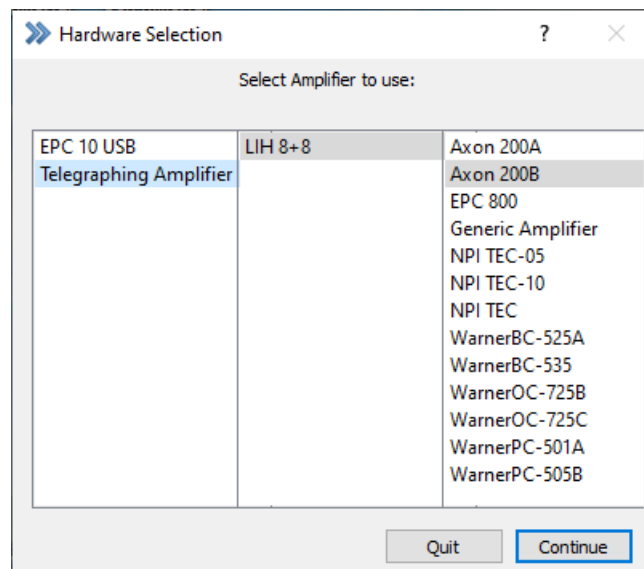 Hardware Selection
?
Select Amplifier to use:
EPC 10 USB
Telegraphing Amplifier
LIH 8+8
Axon 200A
Axon 200B
EPC 800
Generic Amplifier
NPI TEC-05
NPI TEC-10
NPI TEC
WarnerBC-525A
WarnerBC-535
WarnerOC-725B
WarnerOC-725C
WarnerPC-501A
WarnerPC-505B
Quit
Continue